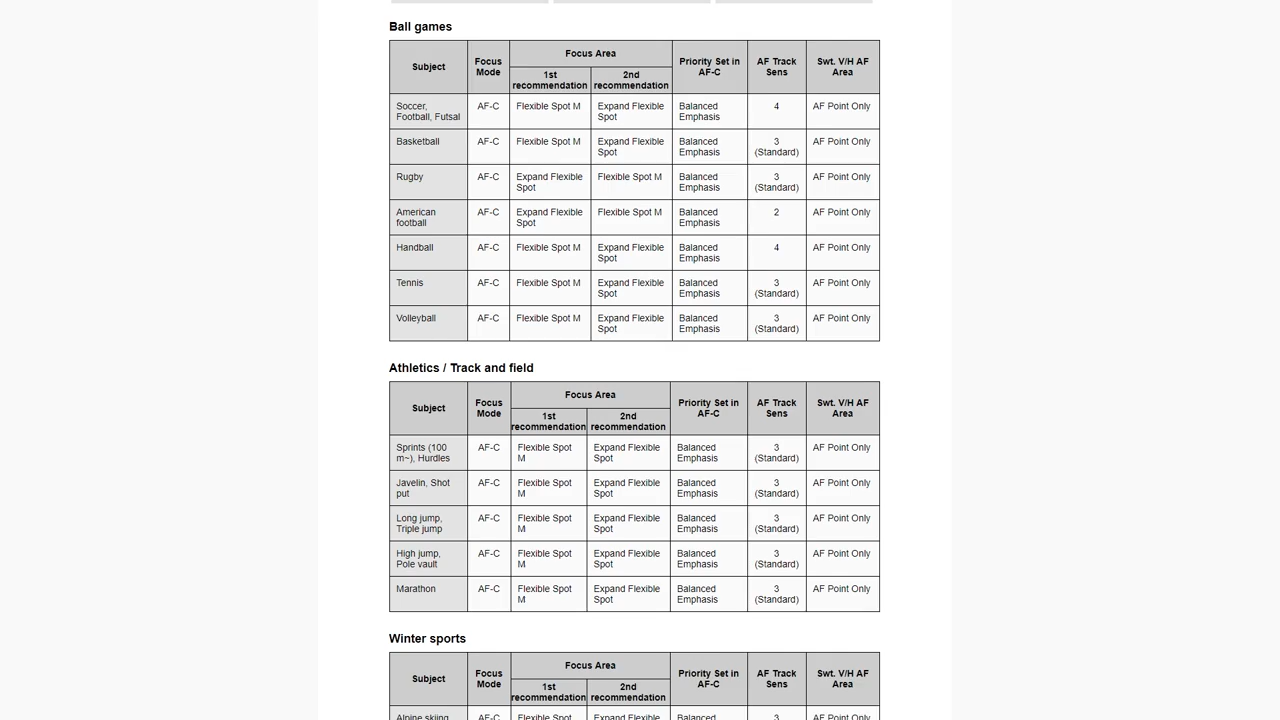 Ball games
Subject
Focus Mode
Focus Area
1st recommendation
2nd recommendation
Priority Set in AF-C
AF Track Sens
Swt. V/H AF Area
Soccer, Football, Futsal AF-C Flexible Spot M Expand Flexible Spot Balanced Emphasis 4 AF Point Only
Basketball AF-C Flexible Spot M Expand Flexible Spot Balanced Emphasis 3 (Standard) AF Point Only
Rugby AF-C Expand Flexible Spot Flexible Spot M Balanced Emphasis 3 (Standard) AF Point Only
American football AF-C Expand Flexible Spot Flexible Spot M Balanced Emphasis 2 AF Point Only
Handball AF-C Flexible Spot M Expand Flexible Spot Balanced Emphasis 4 AF Point Only
Tennis AF-C Flexible Spot M Expand Flexible Spot Balanced Emphasis 3 (Standard) AF Point Only
Volleyball AF-C Flexible Spot M Expand Flexible Spot Balanced Emphasis 3 (Standard) AF Point Only
Athletics / Track and field
Subject
Focus Mode
Focus Area
1st recommendation
2nd recommendation
Priority Set in AF-C
AF Track Sens
Swt. V/H AF Area
Sprints (100 m~), Hurdles AF-C Flexible Spot M Expand Flexible Spot Balanced Emphasis 3 (Standard) AF Point Only
Javelin, Shot put AF-C Flexible Spot M Expand Flexible Spot Balanced Emphasis 3 (Standard) AF Point Only
Long jump, Triple jump AF-C Flexible Spot M Expand Flexible Spot Balanced Emphasis 3 (Standard) AF Point Only
High jump, Pole vault AF-C Flexible Spot M Expand Flexible Spot Balanced Emphasis 3 (Standard) AF Point Only
Marathon AF-C Flexible Spot M Expand Flexible Spot Balanced Emphasis 3 (Standard) AF Point Only
Winter sports
Subject
Focus Mode
Focus Area
1st recommendation
2nd recommendation
Priority Set in AF-C
AF Track Sens
Swt. V/H AF Area
Alpine skiing AF-C Flexible Spot Expand Flexible Balanced 3 AF Point Only